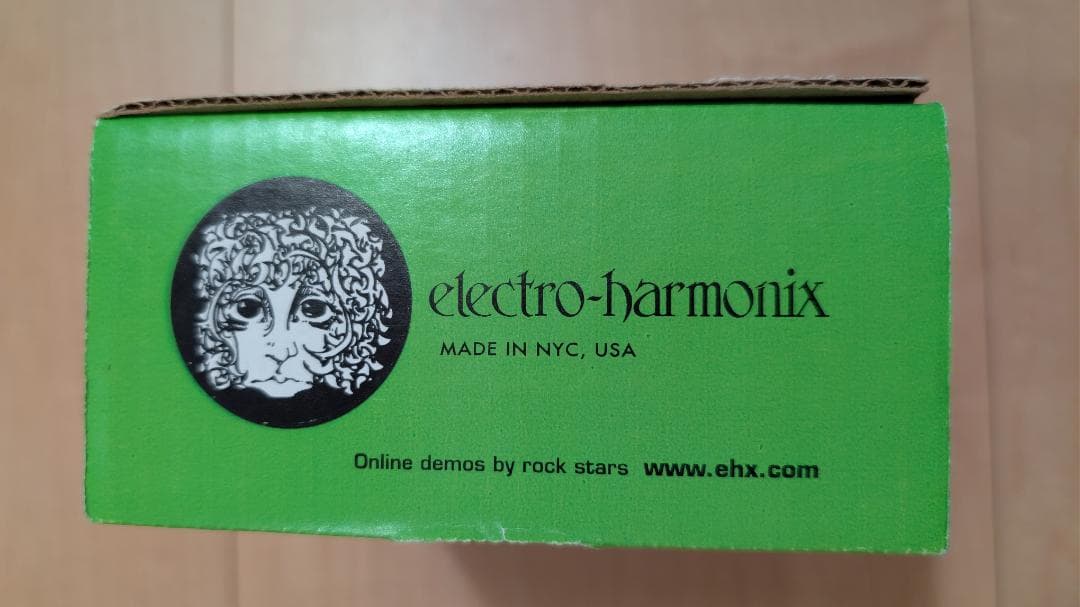 electro-harmonix
MADE IN NYC, USA
Online demos by rock stars www.ehx.com